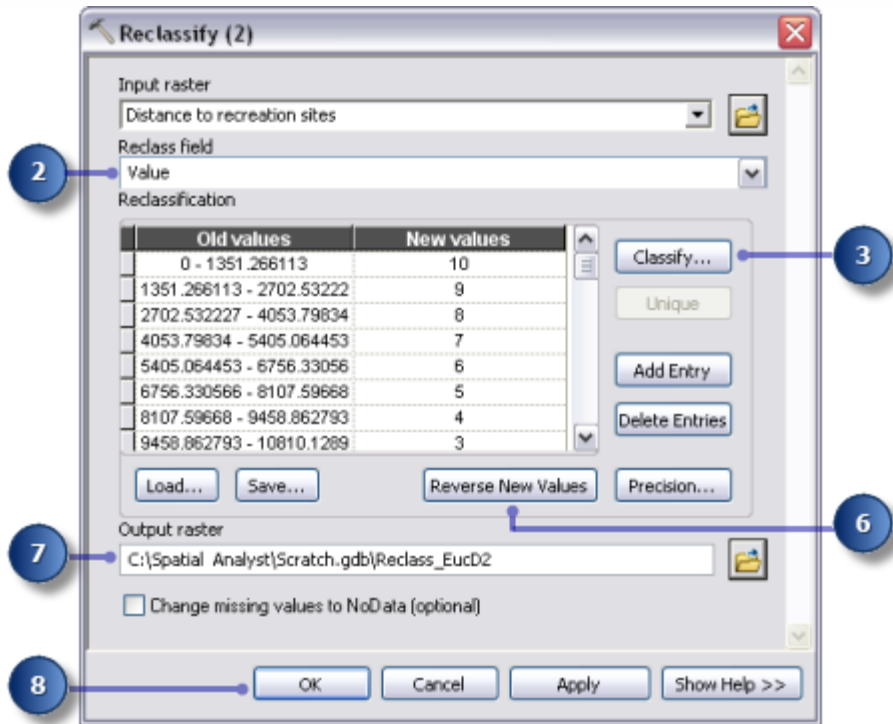 Reclassify (2)
Input raster
Distance to recreation sites
Reclass field
2
Value
Reclassification
Old values New values
0 - 1351.266113 10
1351.266113 - 2702.53222 9
2702.532227 - 4053.79834 8
4053.79834 - 5405.064453 7
5405.064453 - 6756.33056 6
6756.330566 - 8107.59668 5
8107.59668 - 9458.862793 4
9458.862793 - 10810.1289 3
Classify...
3
Unique
Add Entry
Delete Entries
Load... Save... Reverse New Values Precision...
6
Output raster
7
C:\Spatial Analyst\Scratch.gdb\Reclass_EucD2
Change missing values to NoData (optional)
8
OK Cancel Apply Show Help >>